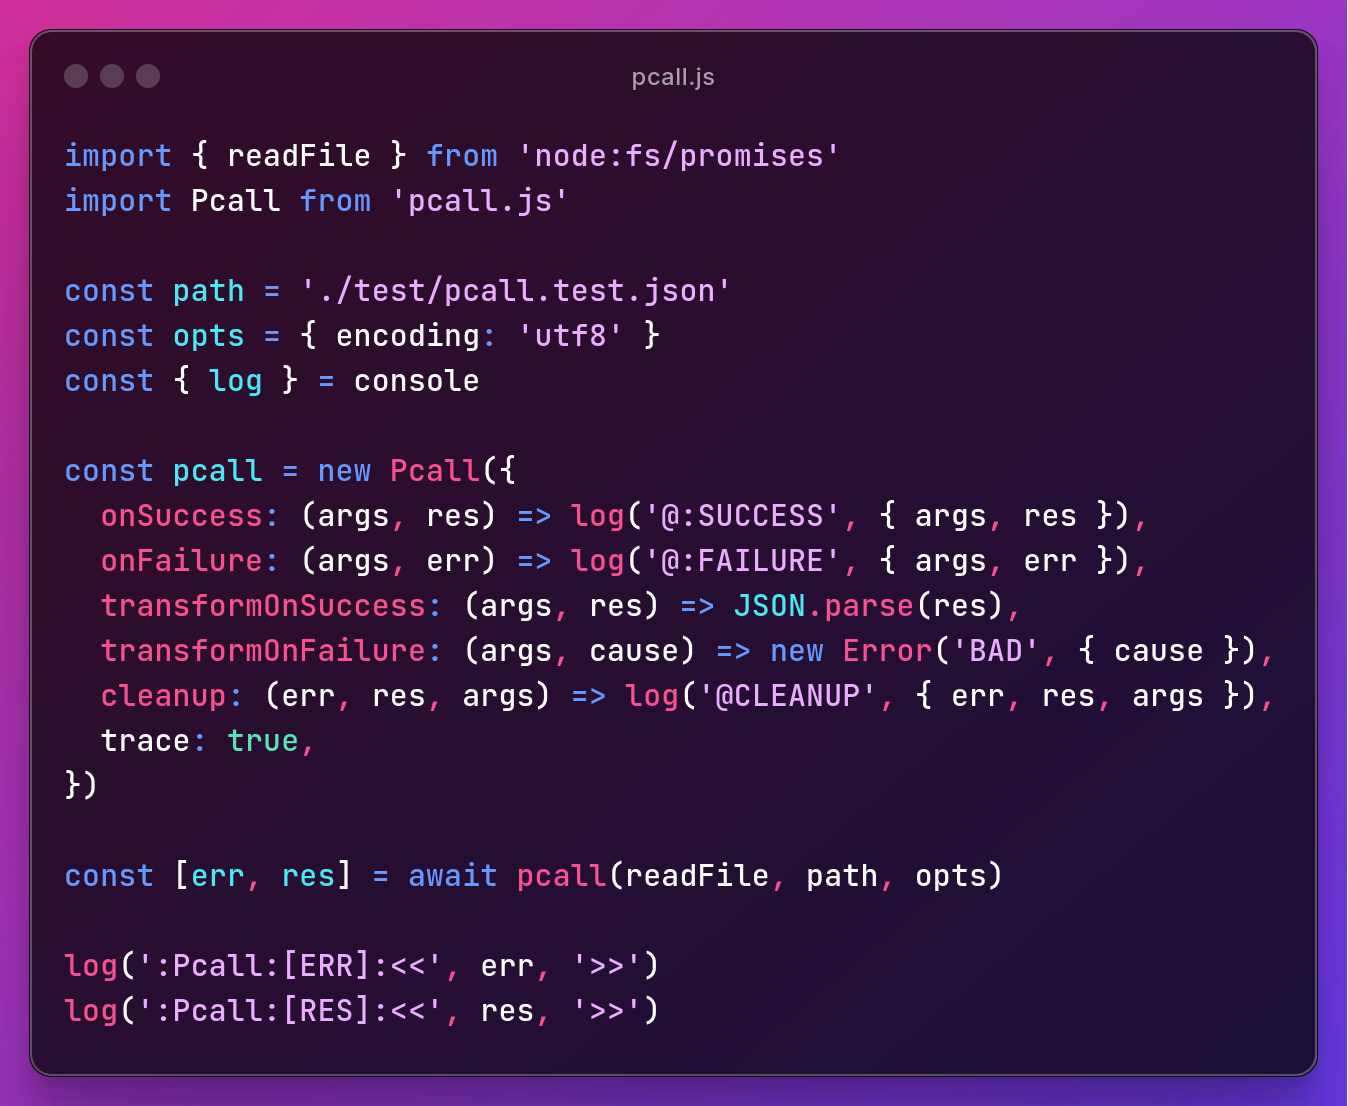 pcall.js
import { readFile } from 'node:fs/promises'
import Pcall from 'pcall.js'
const path = './test/pcall.test.json'
const opts = { encoding: 'utf8' }
const { log } = console
const pcall = new Pcall({
  onSuccess: (args, res) => log('@:SUCCESS', { args, res }),
  onFailure: (args, err) => log('@:FAILURE', { args, err }),
  transformOnSuccess: (args, res) => JSON.parse(res),
  transformOnFailure: (args, cause) => new Error('BAD', { cause }),
  cleanup: (err, res, args) => log('@CLEANUP', { err, res, args }),
  trace: true,
})
const [err, res] = await pcall(readFile, path, opts)
log(':Pcall:[ERR]:<<', err, '>>')
log(':Pcall:[RES]:<<', res, '>>')